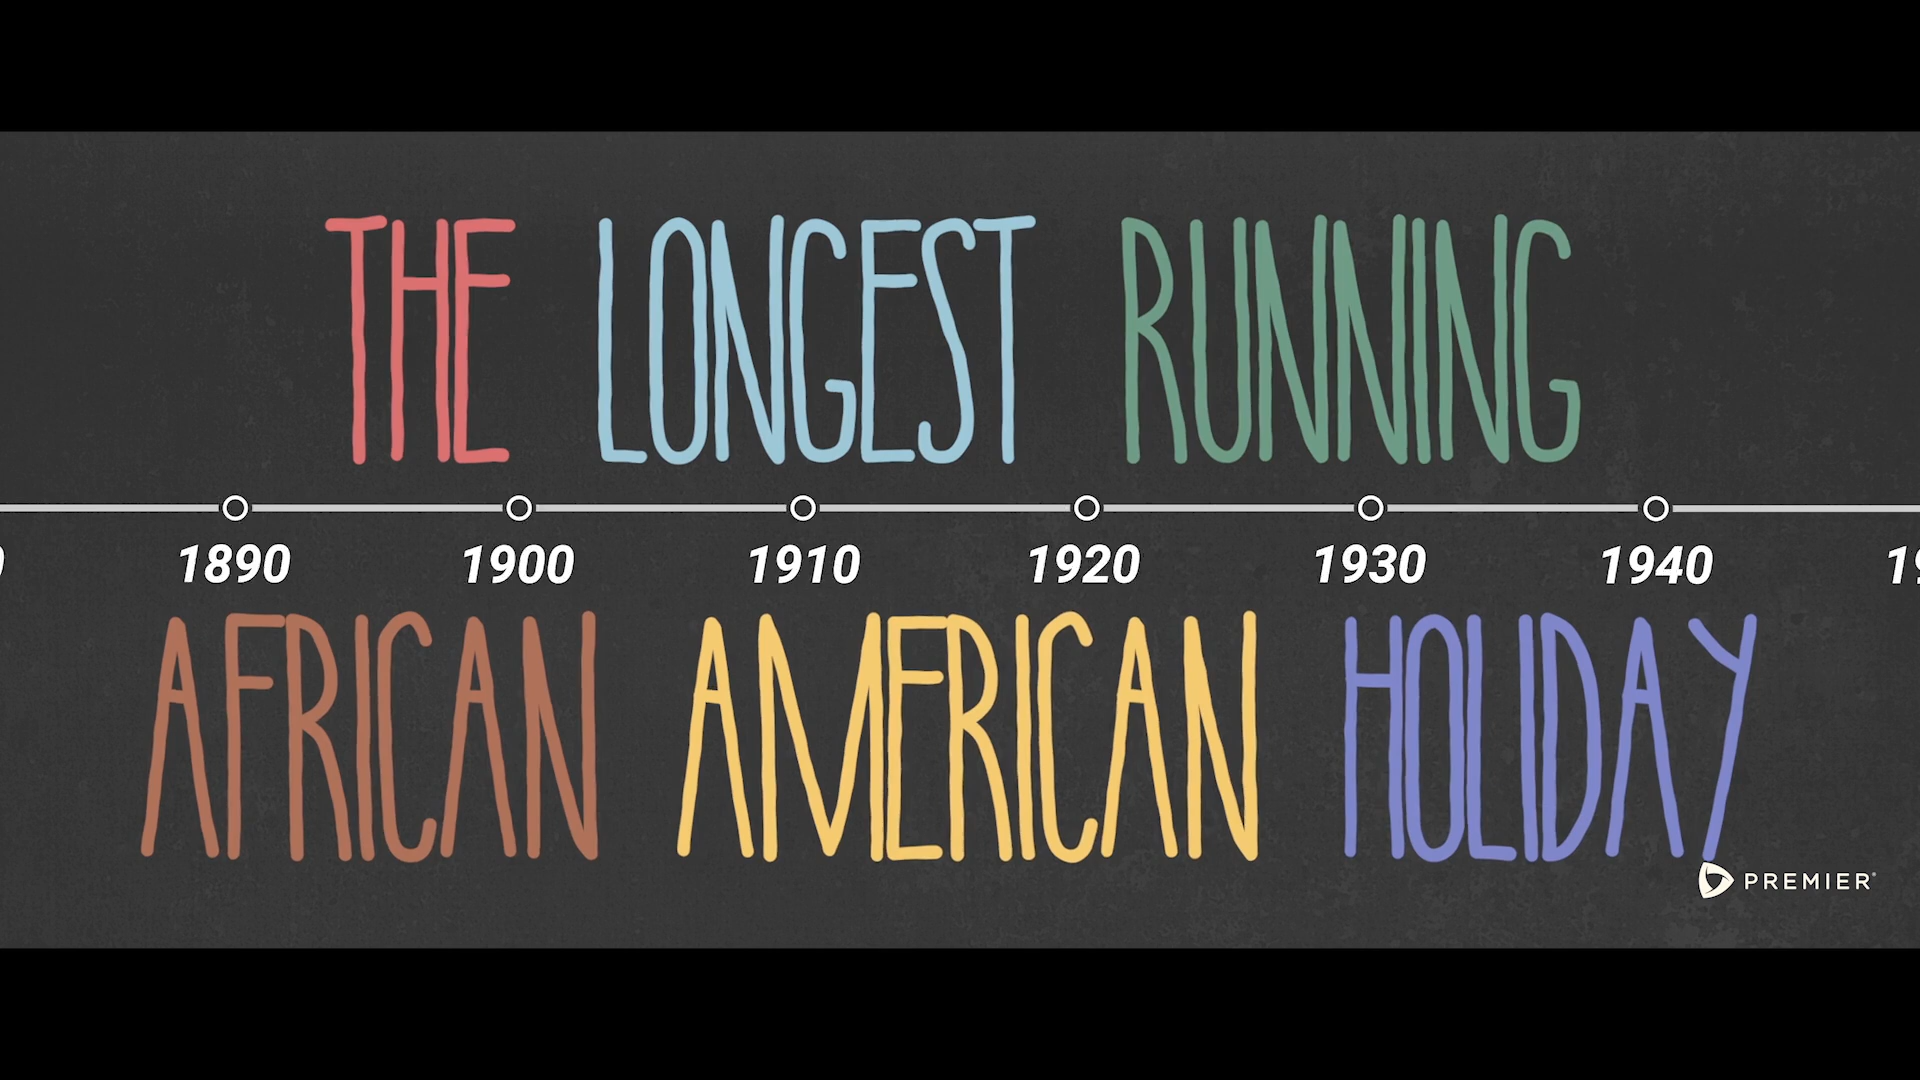 THE LONGEST RUNNING
1890 1900 1910 1920 1930 1940
AFRICAN AMERICAN HOLIDAY
PREMIER